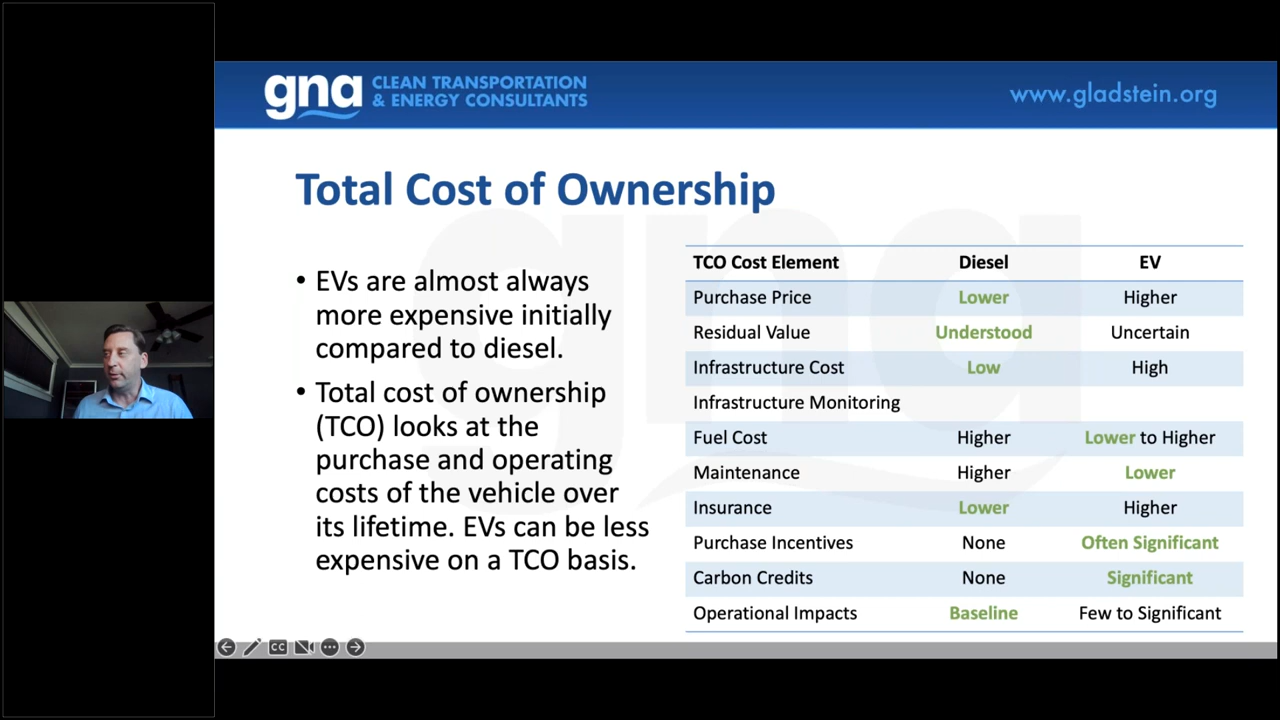 gna CLEAN TRANSPORTATION
& ENERGY CONSULTANTS
www.gladstein.org
Total Cost of Ownership
• EVs are almost always
more expensive initially
compared to diesel.
• Total cost of ownership
(TCO) looks at the
purchase and operating
costs of the vehicle over
its lifetime. EVs can be less
expensive on a TCO basis.
TCO Cost Element Diesel EV
Purchase Price Lower Higher
Residual Value Understood Uncertain
Infrastructure Cost Low High
Infrastructure Monitoring
Fuel Cost Higher Lower to Higher
Maintenance Higher Lower
Insurance Lower Higher
Purchase Incentives None Often Significant
Carbon Credits None Significant
Operational Impacts Baseline Few to Significant
gna
CC